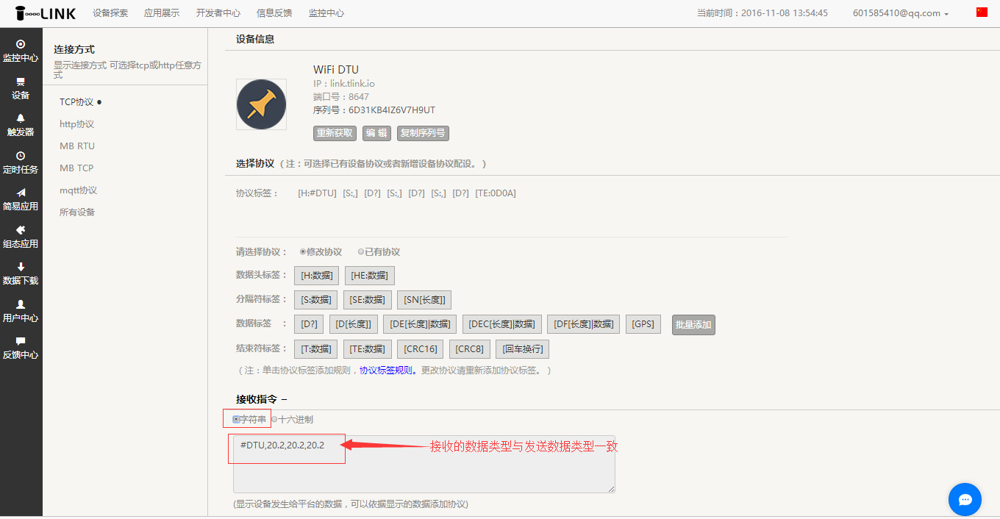 LINK 设备探索 应用展示 开发者中心 信息反馈 监控中心 当前时间：2016-11-08 13:54:45 601585410@qq.com
监控中心
设备
触发器
定时任务
简易应用
组态应用
数据下载
用户中心
反馈中心
连接方式
显示连接方式 可选择tcp或http任意方
式
TCP协议 ●
http协议
MB RTU
MB TCP
mqtt协议
所有设备
设备信息
WiFi DTU
IP：link.tlink.io
端口号：8647
序列号：6D31KB4IZ6V7H9UT
重新获取 编 辑 复制序列号
选择协议（ 注：可选择已有设备协议或者新增设备协议配设。）
协议标签： [H:#DTU] [S:,] [D?] [S:,] [D?] [S:,] [D?] [TE:0D0A]
请选择协议： 修改协议 已有协议
数据头标签： [H:数据] [HE:数据]
分隔符标签： [S:数据] [SE:数据] [SN[长度]]
数据标签 ： [D?] [D[长度]] [DE[长度]|数据] [DEC[长度]|数据] [DF[长度]|数据] [GPS] 批量添加
结束符标签： [T:数据] [TE:数据] [CRC16] [CRC8] [回车换行]
（ 注：单击协议标签添加规则，协议标签规则。更改协议请重新添加协议标签。）
接收指令 −
字符串 十六进制
#DTU,20.2,20.2,20.2
接收的数据类型与发送数据类型一致
(显示设备发生给平台的数据，可以依据显示的数据添加协议)